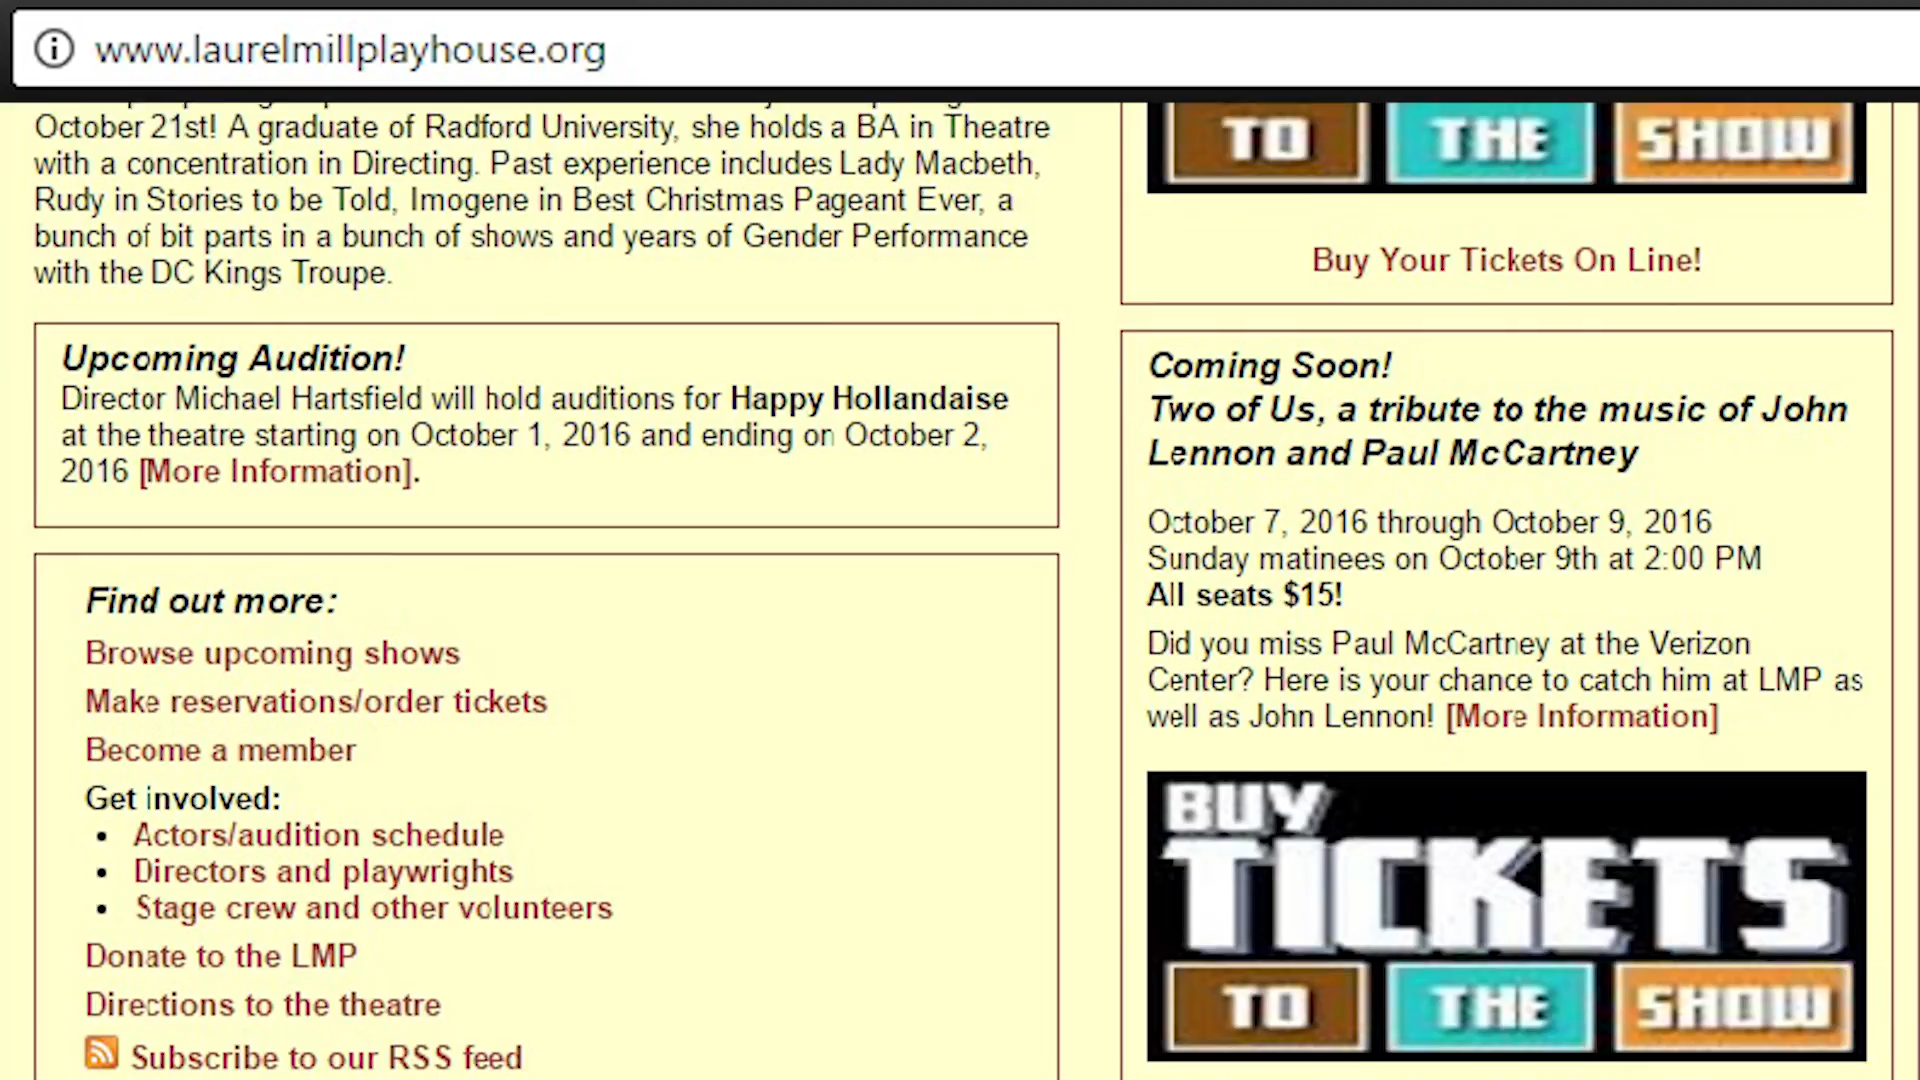 www.laurelmillplayhouse.org
October 21st! A graduate of Radford University, she holds a BA in Theatre
with a concentration in Directing. Past experience includes Lady Macbeth,
Rudy in Stories to be Told, Imogene in Best Christmas Pageant Ever, a
bunch of bit parts in a bunch of shows and years of Gender Performance
with the DC Kings Troupe.
Upcoming Audition!
Director Michael Hartsfield will hold auditions for Happy Hollandaise
at the theatre starting on October 1, 2016 and ending on October 2,
2016 [More Information].
Find out more:
Browse upcoming shows
Make reservations/order tickets
Become a member
Get involved:
• Actors/audition schedule
• Directors and playwrights
• Stage crew and other volunteers
Donate to the LMP
Directions to the theatre
Subscribe to our RSS feed
TO THE SHOW
Buy Your Tickets On Line!
Coming Soon!
Two of Us, a tribute to the music of John
Lennon and Paul McCartney
October 7, 2016 through October 9, 2016
Sunday matinees on October 9th at 2:00 PM
All seats $15!
Did you miss Paul McCartney at the Verizon
Center? Here is your chance to catch him at LMP as
well as John Lennon! [More Information]
BUY
TICKETS
TO THE SHOW